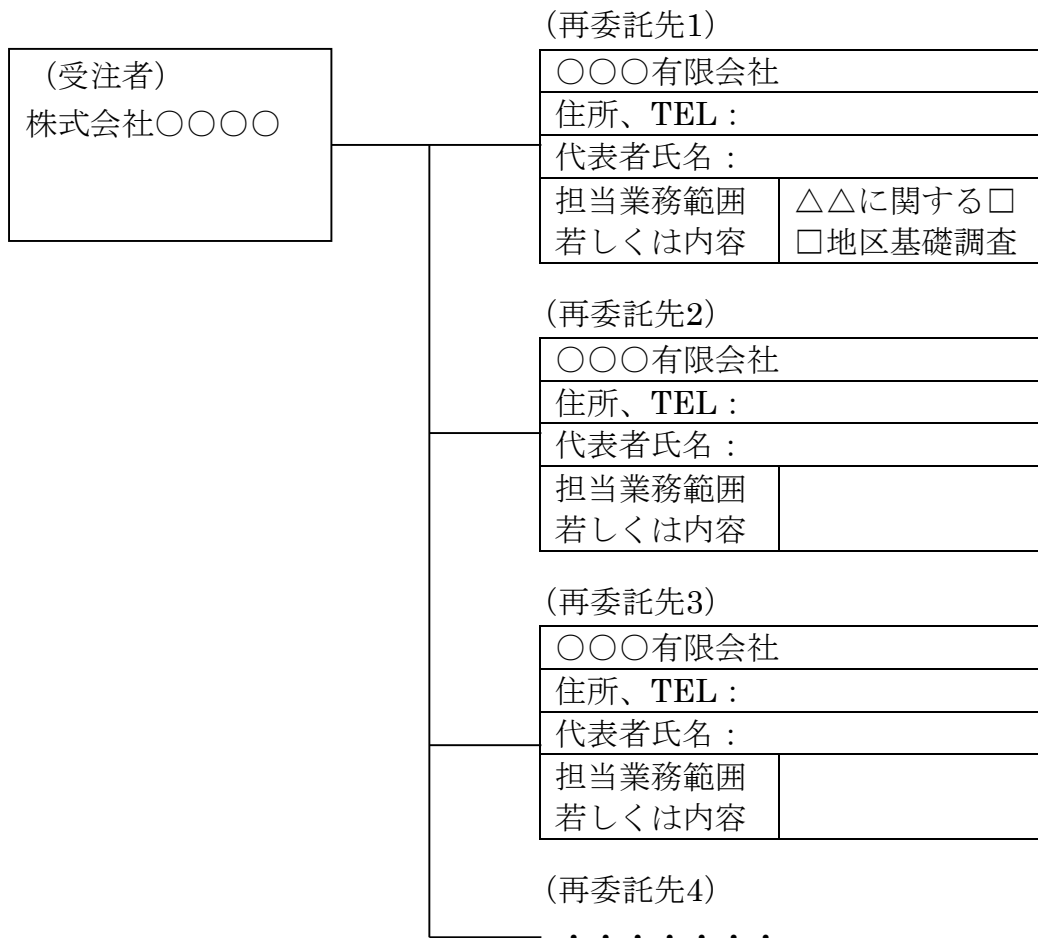 （受注者）
株式会社○○○○
（再委託先1）
○○○有限会社
住所、TEL：
代表者氏名：
担当業務範囲
若しくは内容
△△に関する□
□地区基礎調査
（再委託先2）
○○○有限会社
住所、TEL：
代表者氏名：
担当業務範囲
若しくは内容
（再委託先3）
○○○有限会社
住所、TEL：
代表者氏名：
担当業務範囲
若しくは内容
（再委託先4）
・・・・・・・